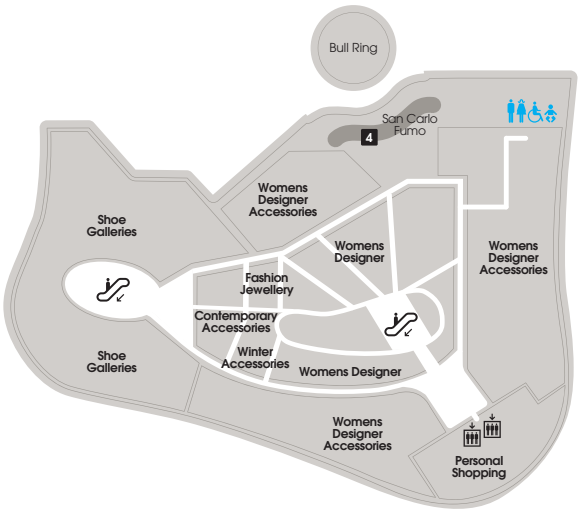 Bull Ring
San Carlo
Fumo
4
Womens
Designer
Accessories
Shoe
Galleries
Womens
Designer
Womens
Designer
Accessories
Fashion
Jewellery
Contemporary
Accessories
Winter
Accessories
Shoe
Galleries
Womens Designer
Womens
Designer
Accessories
Personal
Shopping